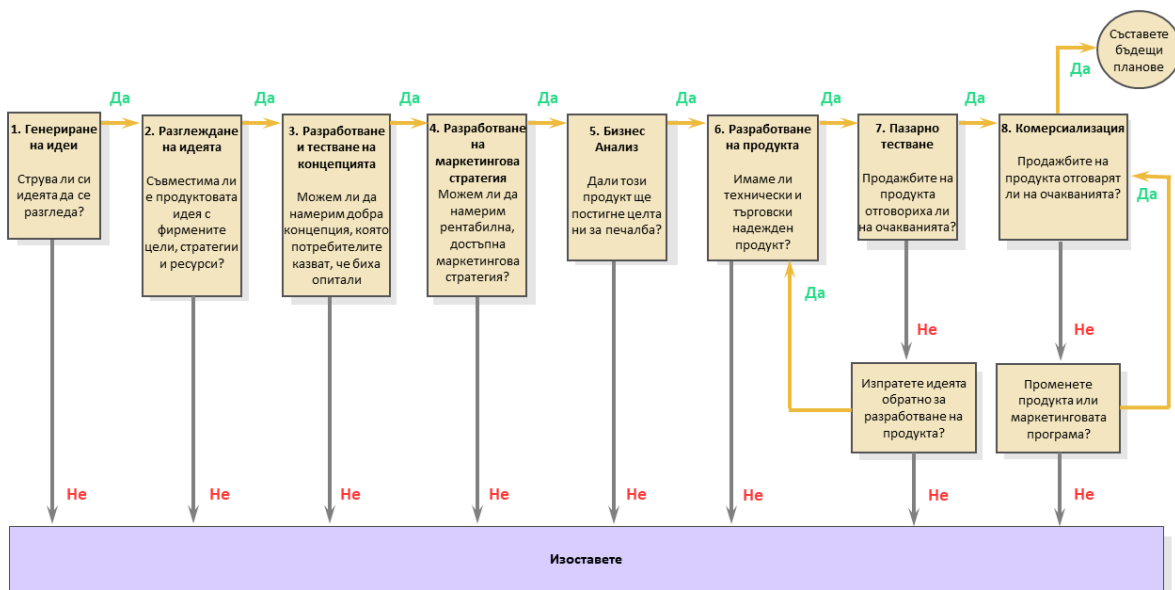 Съставете
бъдещи
планове
Да
Да
Да
Да
Да
Да
Да
Да
1. Генериране
на идеи
Струва ли си
идеята да се
разгледа?
2. Разглеждане
на идеята
Съвместима ли
е продуктовата
идея с
фирмените
цели, стратегии
и ресурси?
3. Разработване
и тестване на
концепцията
Можем ли да
намерим добра
концепция, която
потребителите
казват, че биха
опитали
4. Разработване
на
маркетингова
стратегия
Можем ли да
намерим
рентабилна,
достъпна
маркетингова
стратегия?
5. Бизнес
Анализ
Дали този
продукт ще
постигне целта
ни за печалба?
6. Разработване
на продукта
Имаме ли
технически и
търговски
надежден
продукт?
7. Пазарно
тестване
Продажбите на
продукта
отговориха ли
на очакванията?
8. Комерсиализация
Продажбите на
продукта отговарят
ли на очакванията?
Да
Да
Не
Не
Изпратете идеята
обратно за
разработване на
продукта?
Променете
продукта или
маркетинговата
програма?
Не
Не
Не
Не
Не
Не
Не
Не
Изоставете